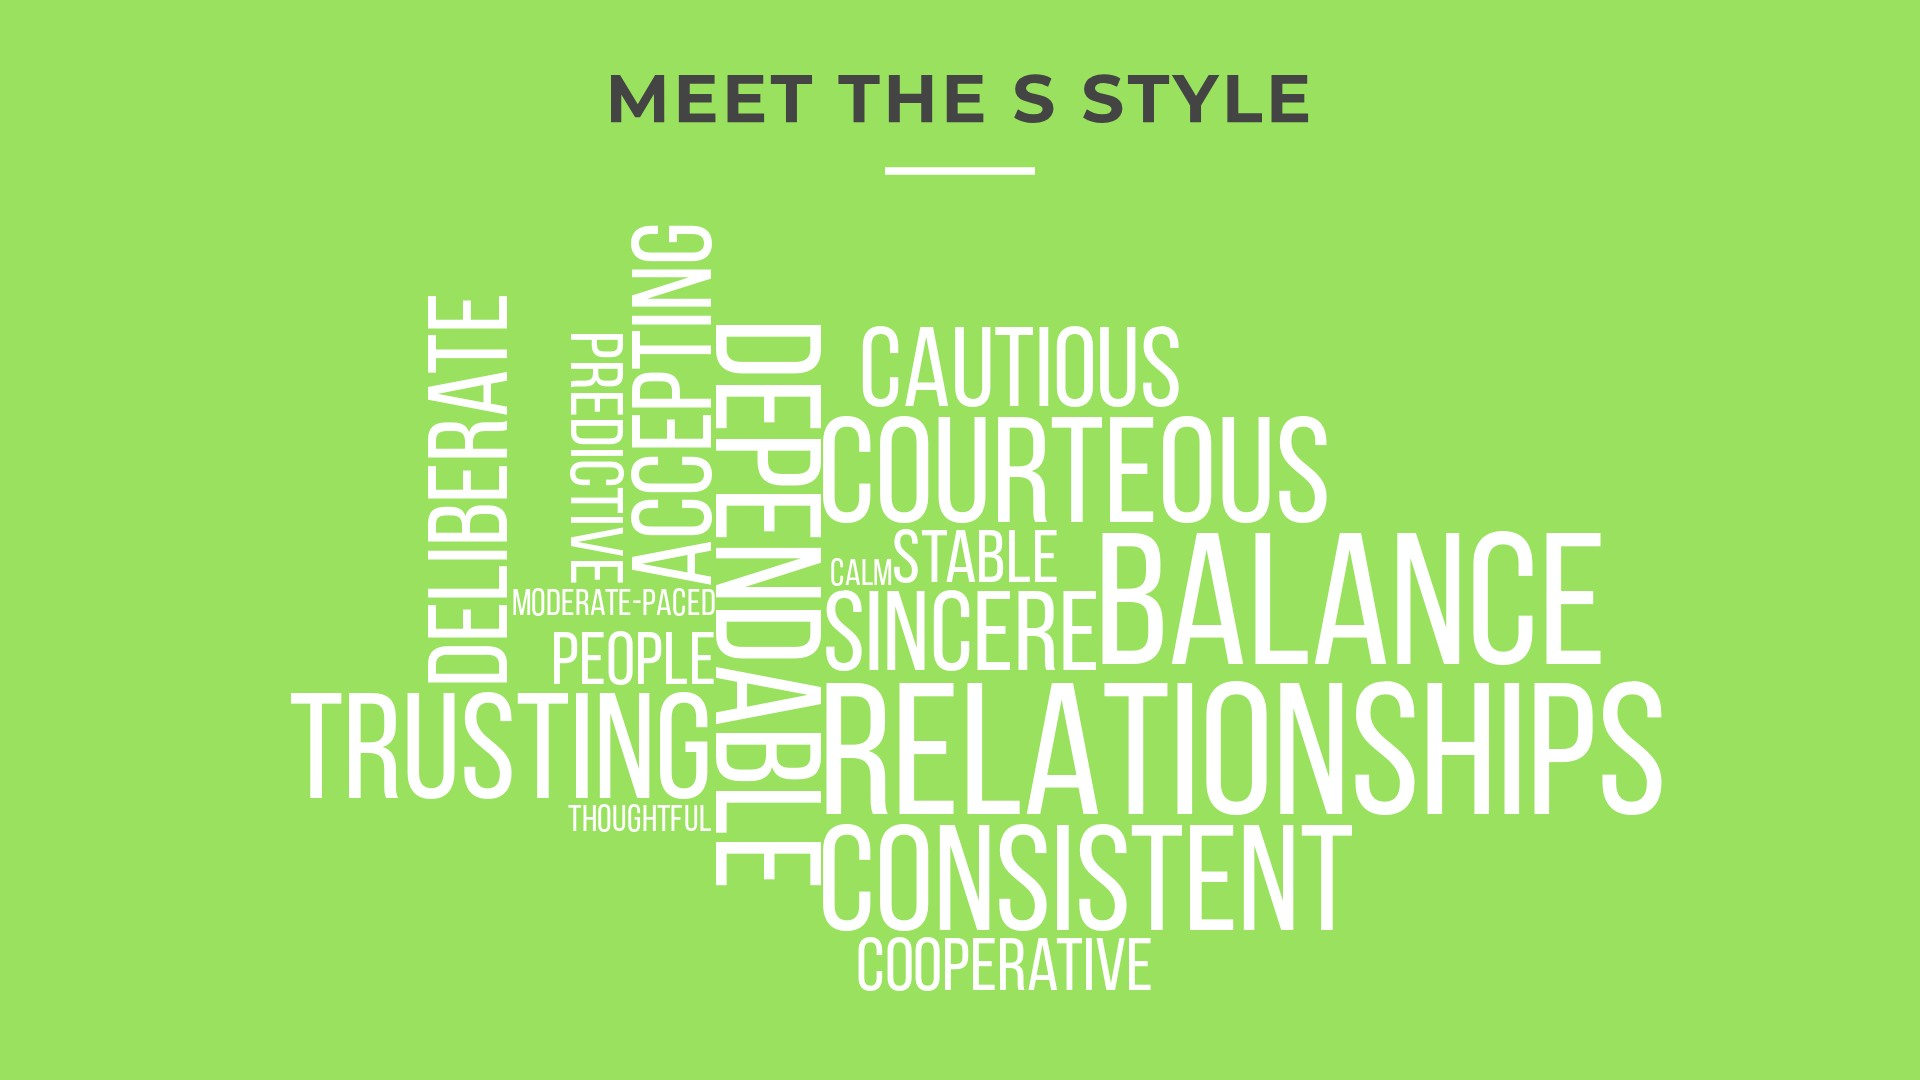 MEET THE S STYLE
DELIBERATE
PREDICTIVE
ACCEPTING
DEPENDABLE
CAUTIOUS
COURTEOUS
CALM
STABLE
BALANCE
MODERATE-PACED
SINCERE
PEOPLE
TRUSTING
RELATIONSHIPS
THOUGHTFUL
CONSISTENT
COOPERATIVE